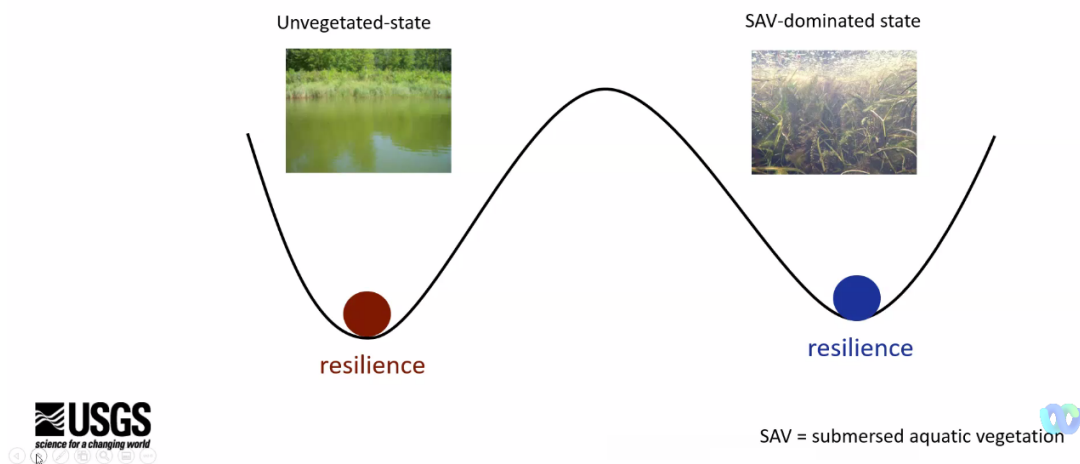 Unvegetated-state
SAV-dominated state
resilience
resilience
USGS
science for a changing world
SAV = submersed aquatic vegetation